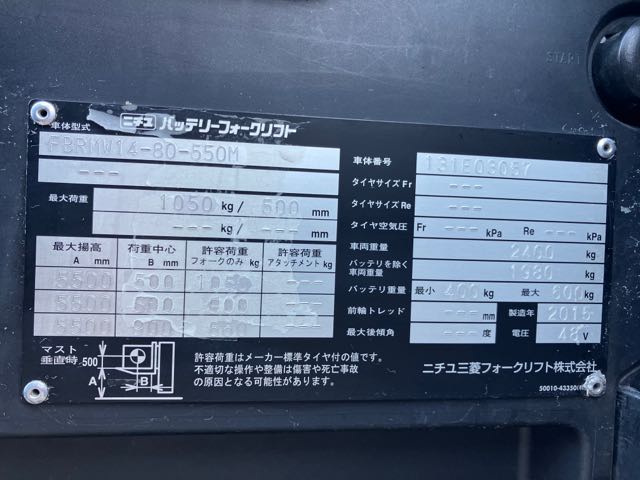 START
ニチユ バッテリーフォークリフト
車体型式
FBRMW14-80-550M
---
最大荷重 1050 kg/ 500 mm
--- kg/ --- mm
最大揚高 A mm 荷重中心 B mm 許容荷重 フォークのみ kg 許容荷重 アタッチメント kg
5500 500 1050 ---
5500 600 ---
5500 ---
車体番号
タイヤサイズ Fr ---
タイヤサイズ Re ---
タイヤ空気圧 Fr --- kPa Re --- kPa
車両重量 2460 kg
バッテリを除く車両重量 1980 kg
バッテリ重量 最小 400 kg 最大 600 kg
前輪トレッド --- mm 製造年 2015
最大後傾角 --- 度 電圧 48 V
マスト垂直時 500
A
B
許容荷重はメーカー標準タイヤ付の値です。
不適切な操作や整備は傷害や死亡事故
の原因となる可能性があります。
ニチユ三菱フォークリフト株式会社